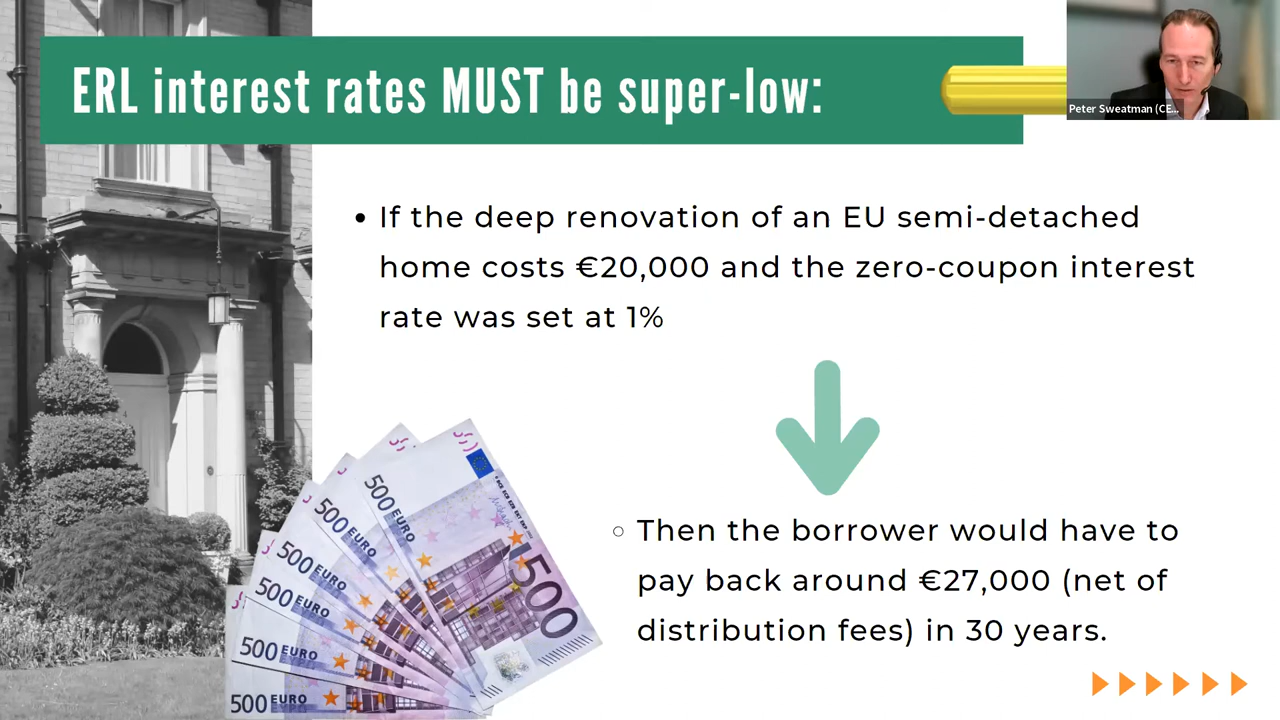 ERL interest rates MUST be super-low:
Peter Sweatman (CE...
• If the deep renovation of an EU semi-detached
home costs €20,000 and the zero-coupon interest
rate was set at 1%
○ Then the borrower would have to
pay back around €27,000 (net of
distribution fees) in 30 years.
500 EURO
500 EURO
500 EURO
500 EURO
500 EURO
500 EURO
500